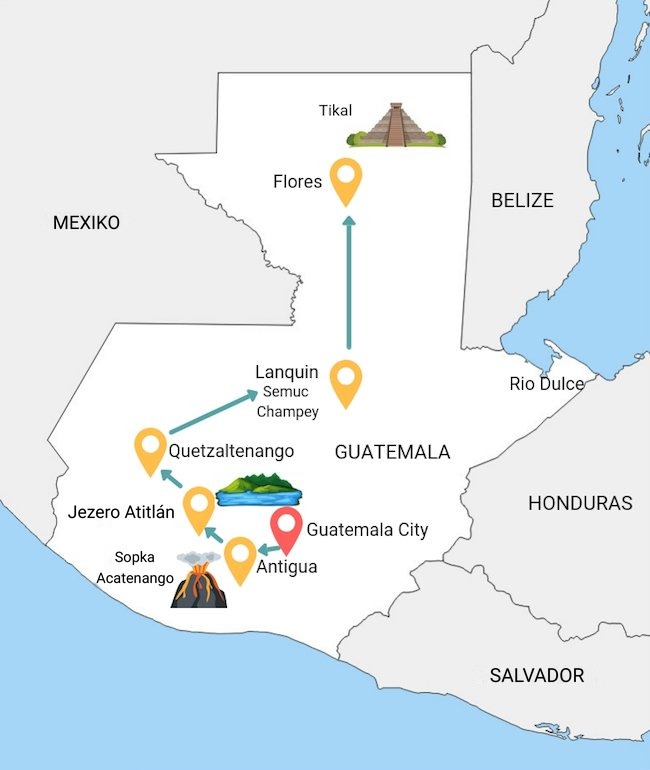 Tikal
Flores
BELIZE
MEXIKO
Lanquin
Semuc
Champey
Rio Dulce
Quetzaltenango
GUATEMALA
Jezero Atitlán
HONDURAS
Guatemala City
Sopka
Acatenango
Antigua
SALVADOR